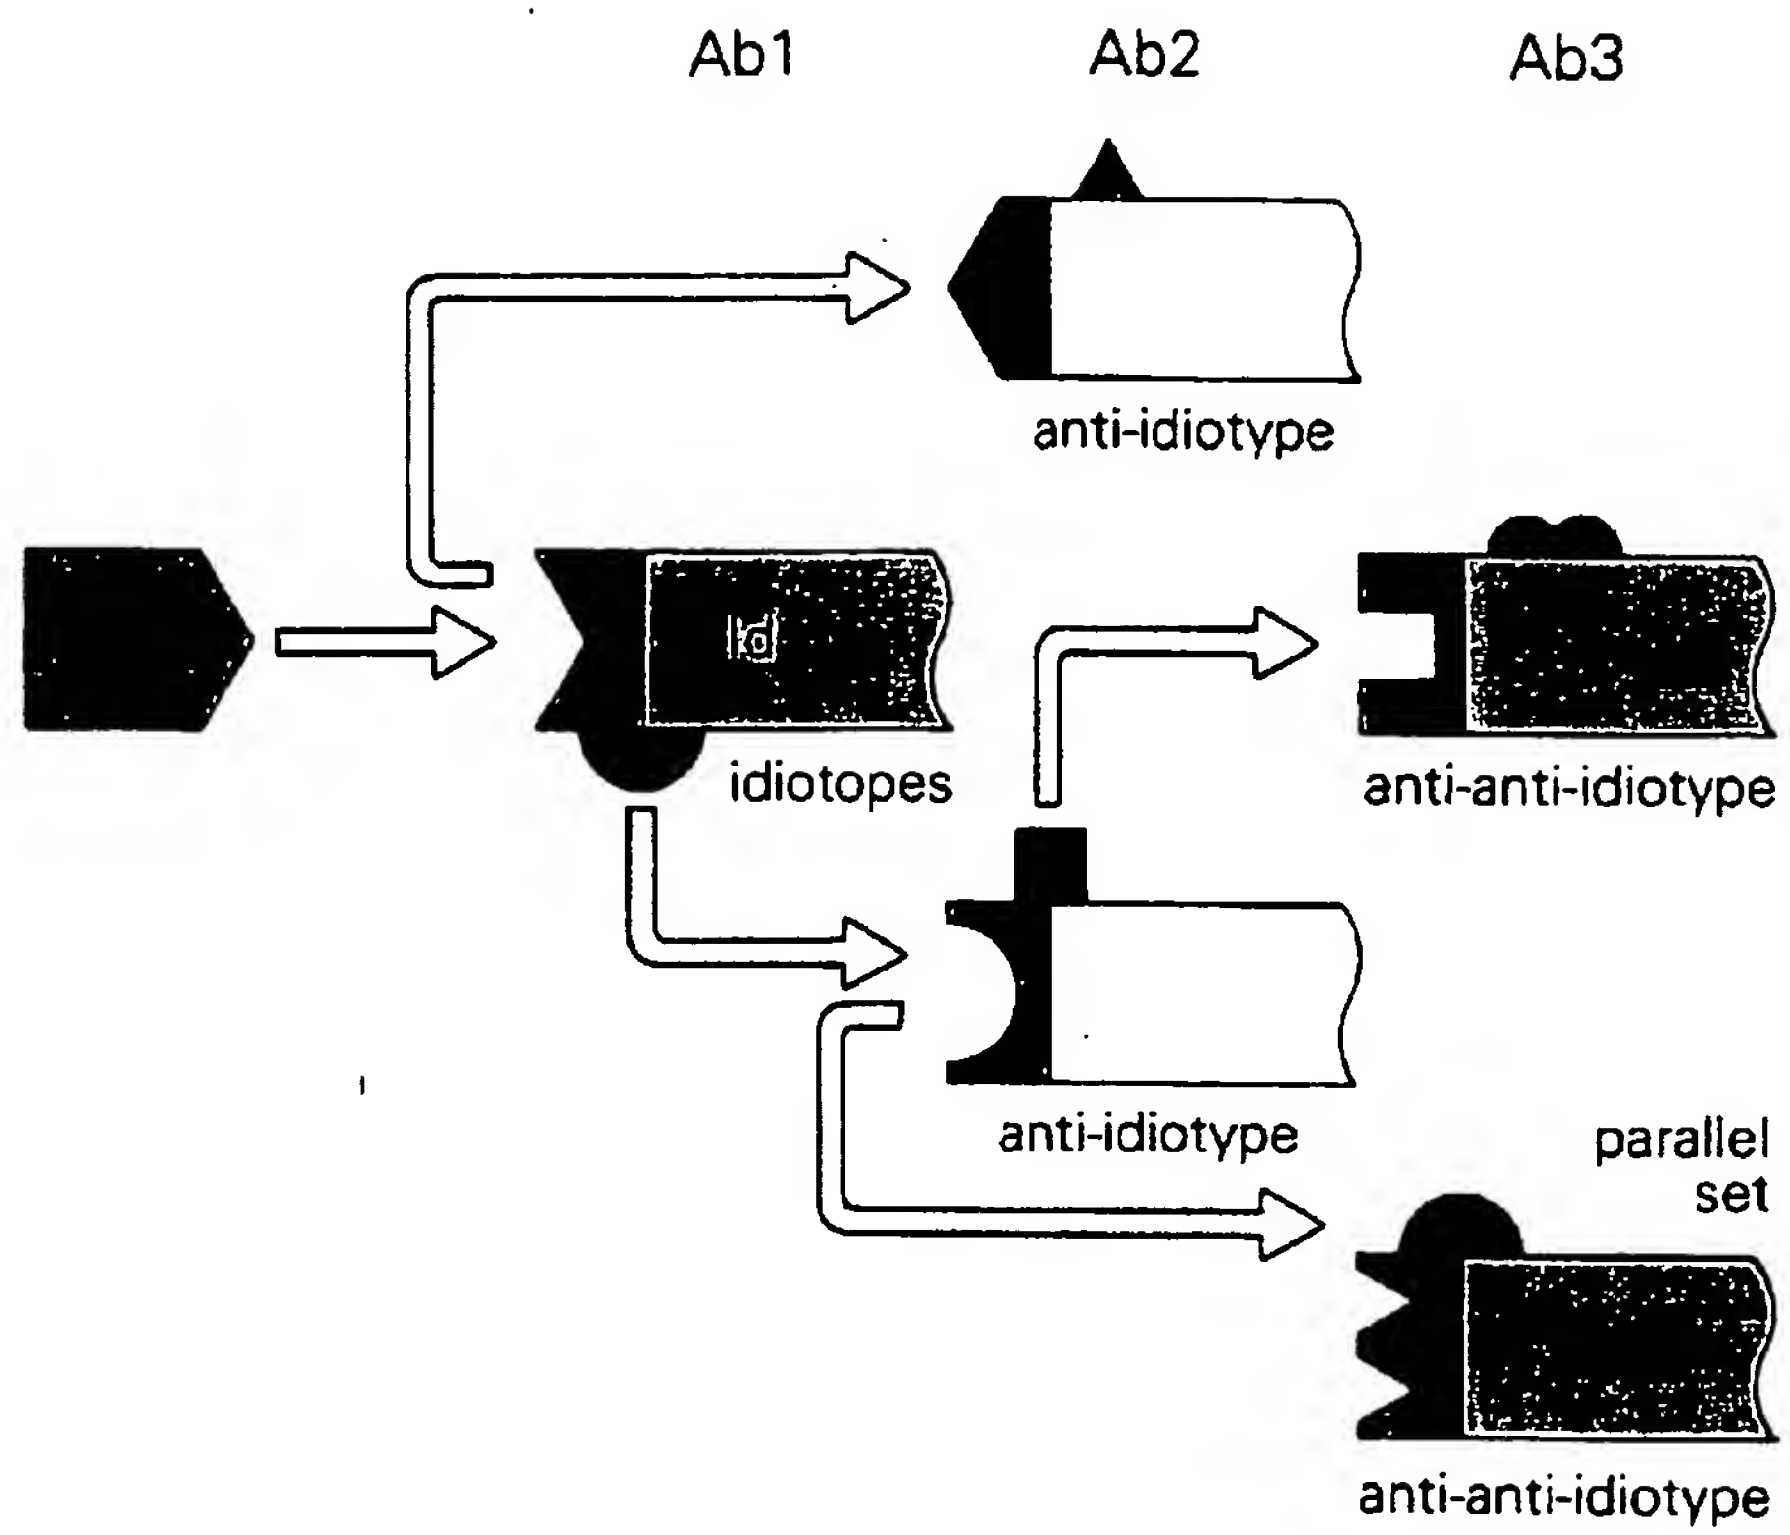 Ab1 Ab2 Ab3
anti-idiotype
Id
idiotopes
anti-anti-idiotype
anti-idiotype
parallel
set
anti-anti-idiotype